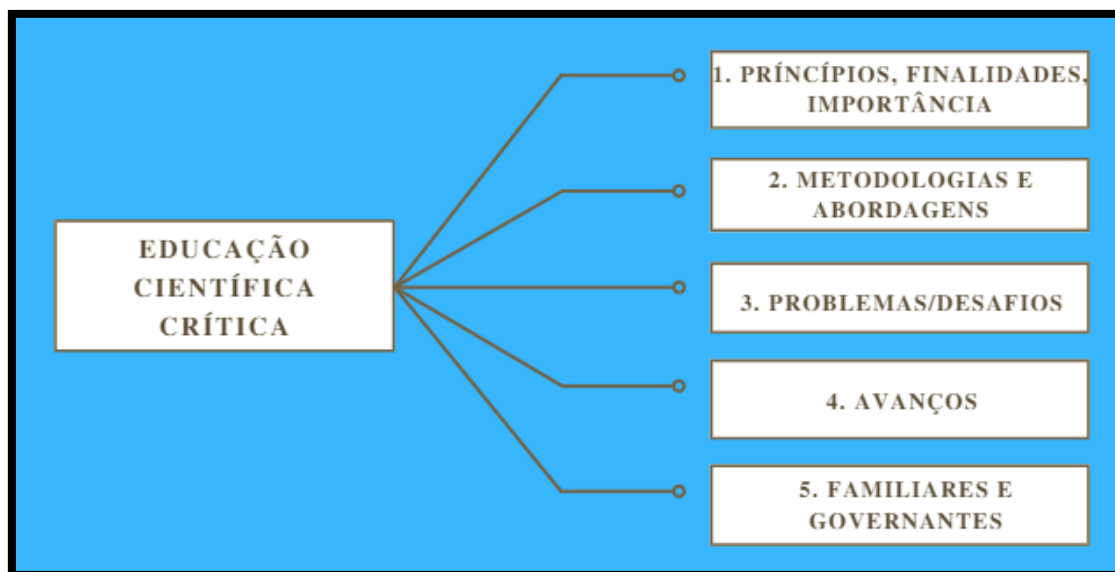 EDUCAÇÃO
CIENTÍFICA
CRÍTICA
1. PRÍNCÍPIOS, FINALIDADES,
IMPORTÂNCIA
2. METODOLOGIAS E
ABORDAGENS
3. PROBLEMAS/DESAFIOS
4. AVANÇOS
5. FAMILIARES E
GOVERNANTES